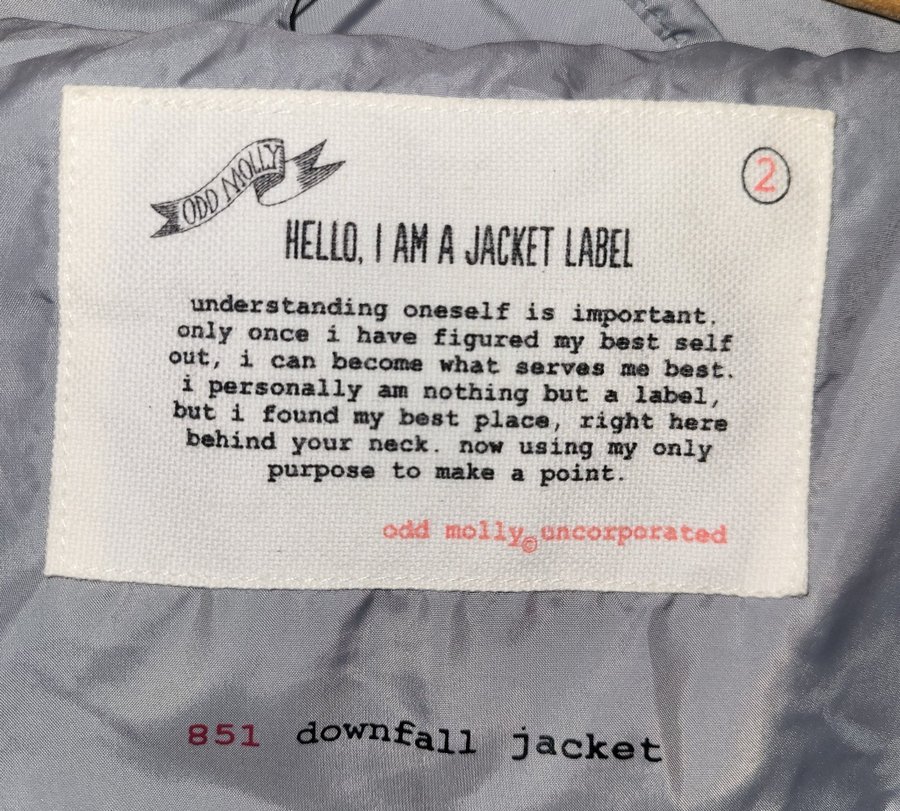 ODD MOLLY
2
HELLO, I AM A JACKET LABEL
understanding oneself is important.
only once i have figured my best self
out, i can become what serves me best.
i personally am nothing but a label,
but i found my best place, right here
behind your neck. now using my only
purpose to make a point.
odd molly©uncorporated
851 downfall jacket